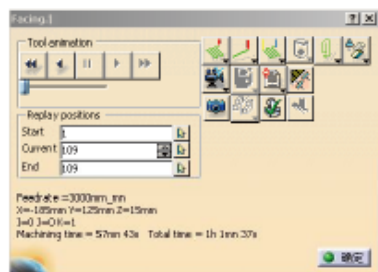 Facing.1
Tool animation
Replay positions
Start 1
Current 109
End 109
Feedrate =3000mm_mn
X=-185mm Y=125mm Z=15mm
I=0 J=0 K=1
Machining time = 57mn 43s Total time = 1h 1mn 37s
確定